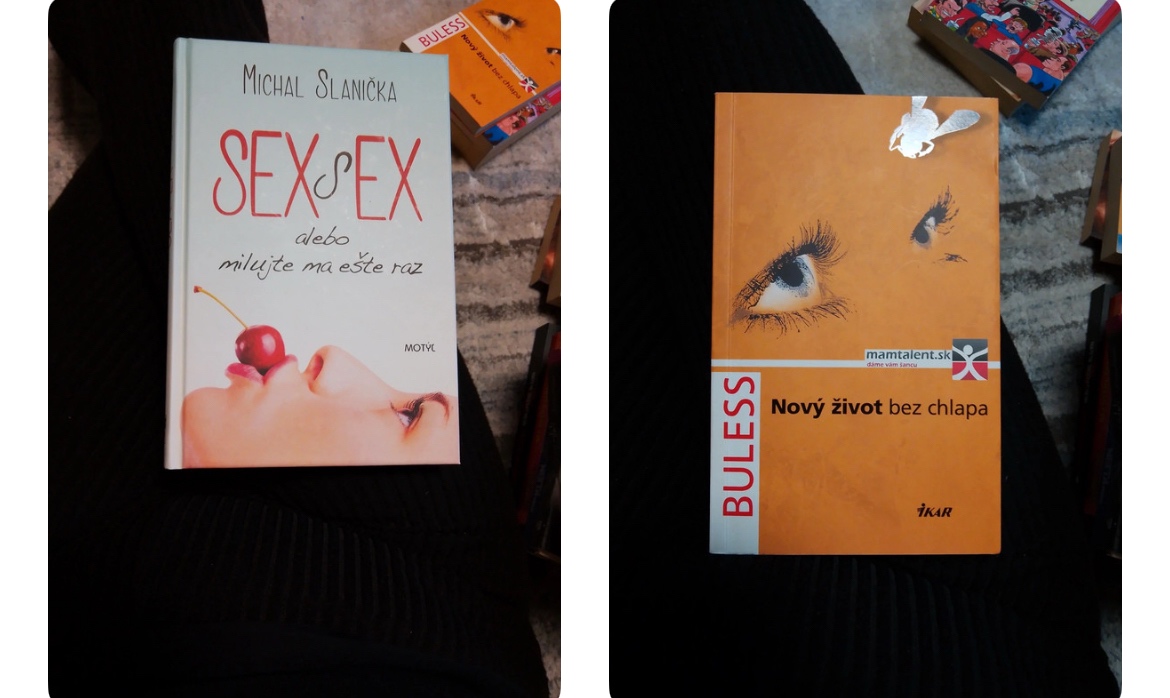 MICHAL SLANIČKA
SEX S EX
alebo
milujte ma ešte raz
MOTÝĽ
BULESS
Nový život bez chlapa
IKAR
mamtalent.sk
dáme vám šancu
Nový život bez chlapa
BULESS
IKAR